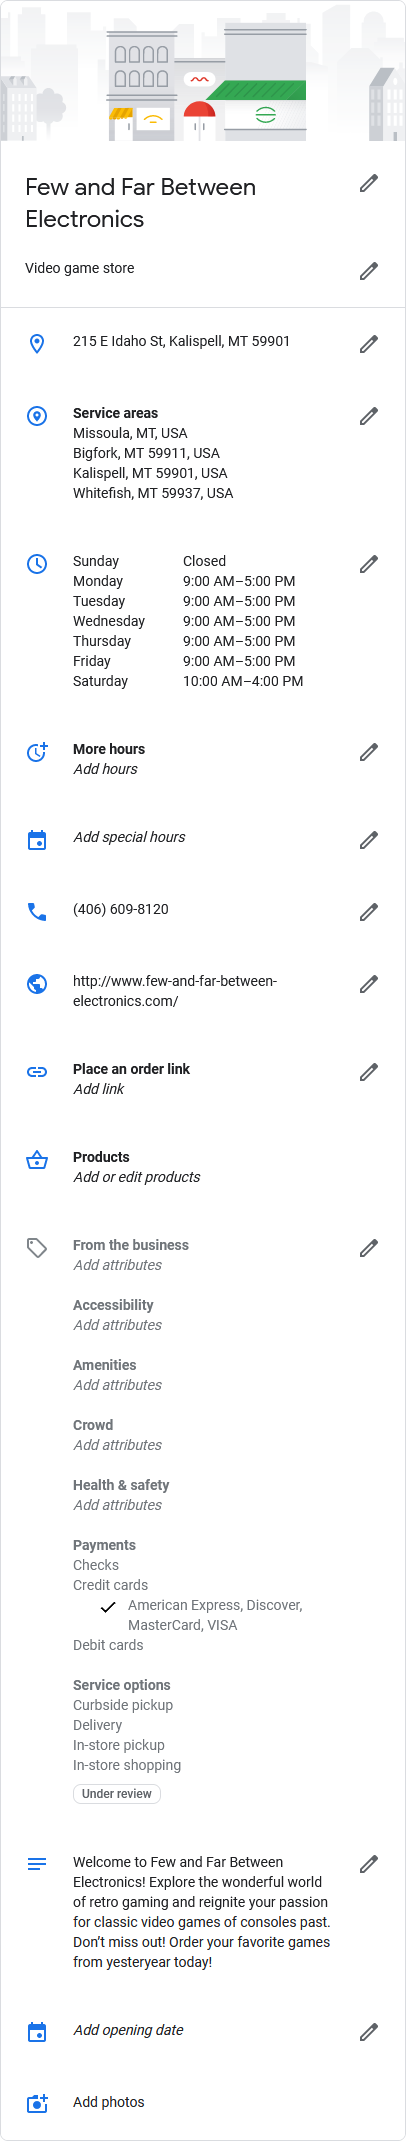 Few and Far Between
Electronics
Video game store
215 E Idaho St, Kalispell, MT 59901
Service areas
Missoula, MT, USA
Bigfork, MT 59911, USA
Kalispell, MT 59901, USA
Whitefish, MT 59937, USA
Sunday Closed
Monday 9:00 AM–5:00 PM
Tuesday 9:00 AM–5:00 PM
Wednesday 9:00 AM–5:00 PM
Thursday 9:00 AM–5:00 PM
Friday 9:00 AM–5:00 PM
Saturday 10:00 AM–4:00 PM
More hours
Add hours
Add special hours
(406) 609-8120
http://www.few-and-far-between-
electronics.com/
Place an order link
Add link
Products
Add or edit products
From the business
Add attributes
Accessibility
Add attributes
Amenities
Add attributes
Crowd
Add attributes
Health & safety
Add attributes
Payments
Checks
Credit cards
American Express, Discover,
MasterCard, VISA
Debit cards
Service options
Curbside pickup
Delivery
In-store pickup
In-store shopping
Under review
Welcome to Few and Far Between
Electronics! Explore the wonderful world
of retro gaming and reignite your passion
for classic video games of consoles past.
Don’t miss out! Order your favorite games
from yesteryear today!
Add opening date
Add photos